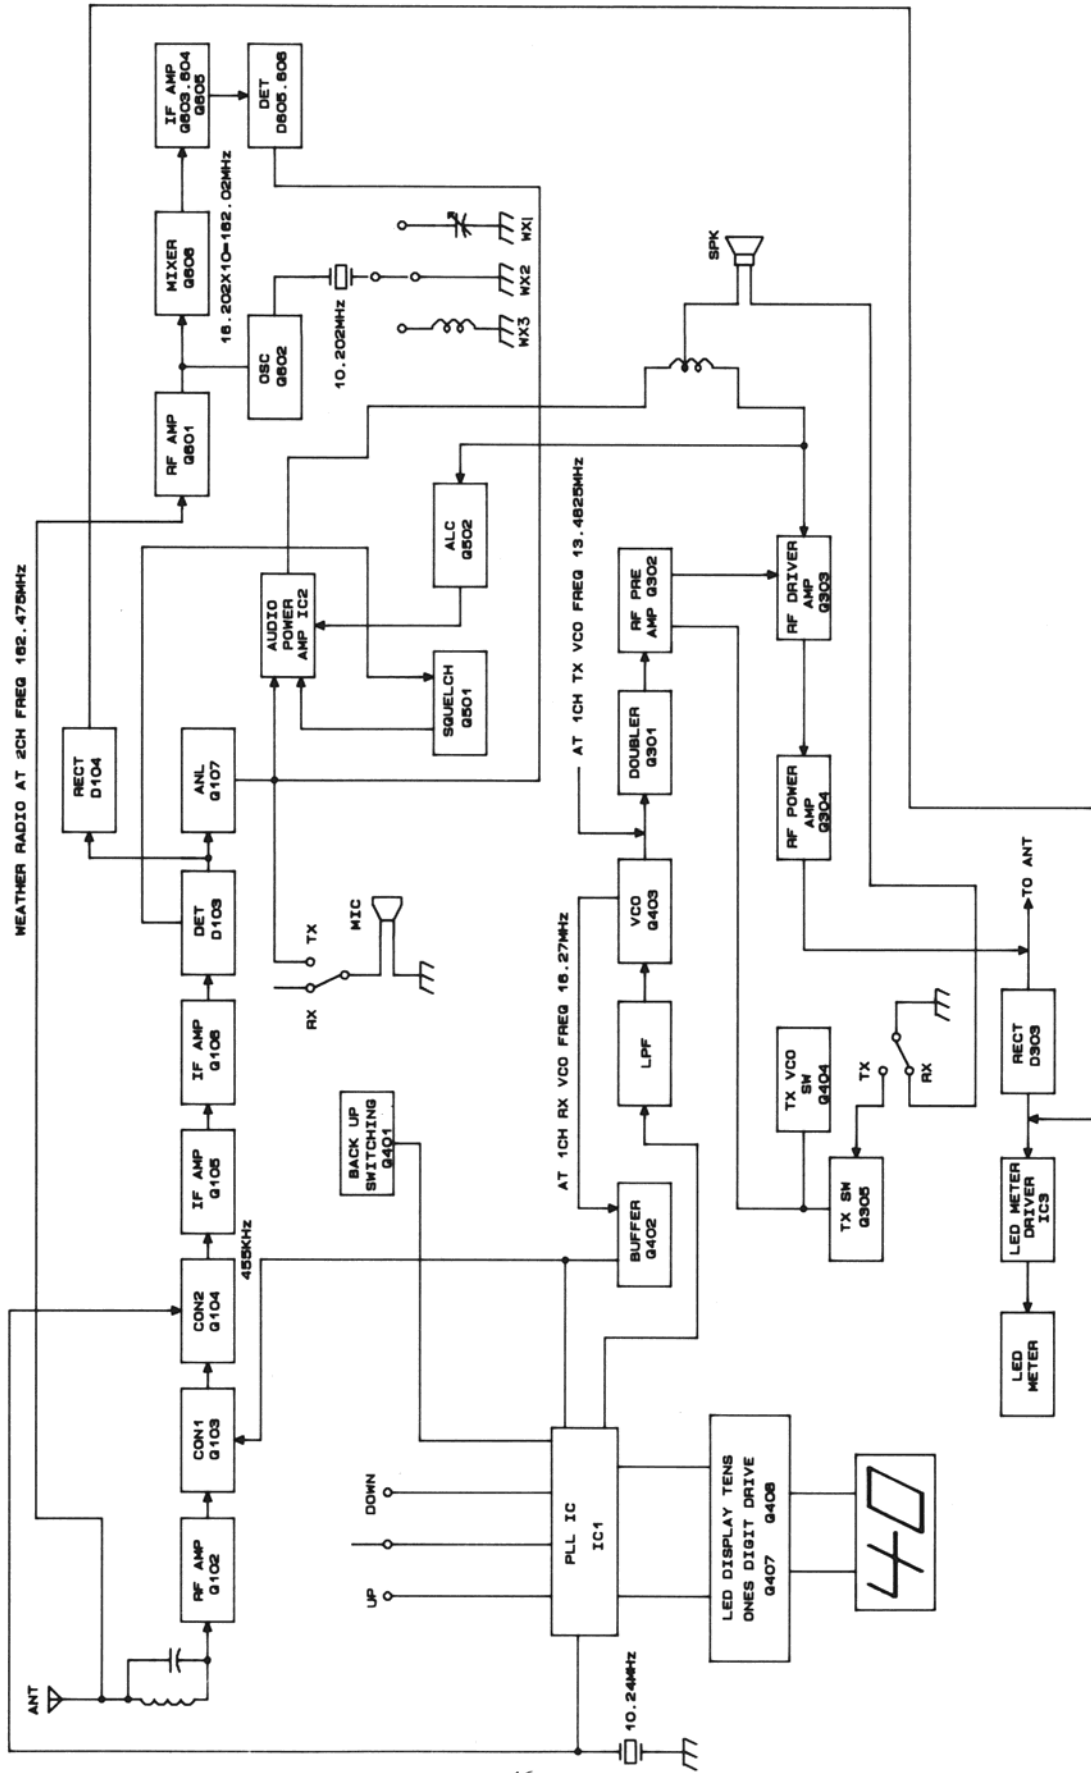 WEATHER RADIO AT 2CH FREQ 162.475MHz
ANT
RF AMP
Q102
CON1
Q103
CON2
Q104
455KHz
IF AMP
Q105
IF AMP
Q106
DET
D103
ANL
Q107
RECT
D104
RF AMP
Q601
MIXER
Q606
IF AMP
Q603.604
Q605
DET
D605.606
16.202X10=162.02MHz
OSC
Q602
10.202MHz
WX3
WX2
WX1
RX
TX
MIC
AUDIO
POWER
AMP IC2
SQUELCH
Q501
ALC
Q502
SPK
BACK UP
SWITCHING
Q401
UP
DOWN
PLL IC
IC1
10.24MHz
LED DISPLAY TENS
ONES DIGIT DRIVE
Q407 Q408
40
AT 1CH RX VCO FREQ 16.27MHz
AT 1CH TX VCO FREQ 13.4825MHz
BUFFER
Q402
LPF
VCO
Q403
DOUBLER
Q301
RF PRE
AMP Q302
RF DRIVER
AMP
Q303
RF POWER
AMP
Q304
TX VCO
SW
Q404
TX SW
Q305
TX
RX
TO ANT
RECT
D303
LED METER
DRIVER
IC3
LED
METER